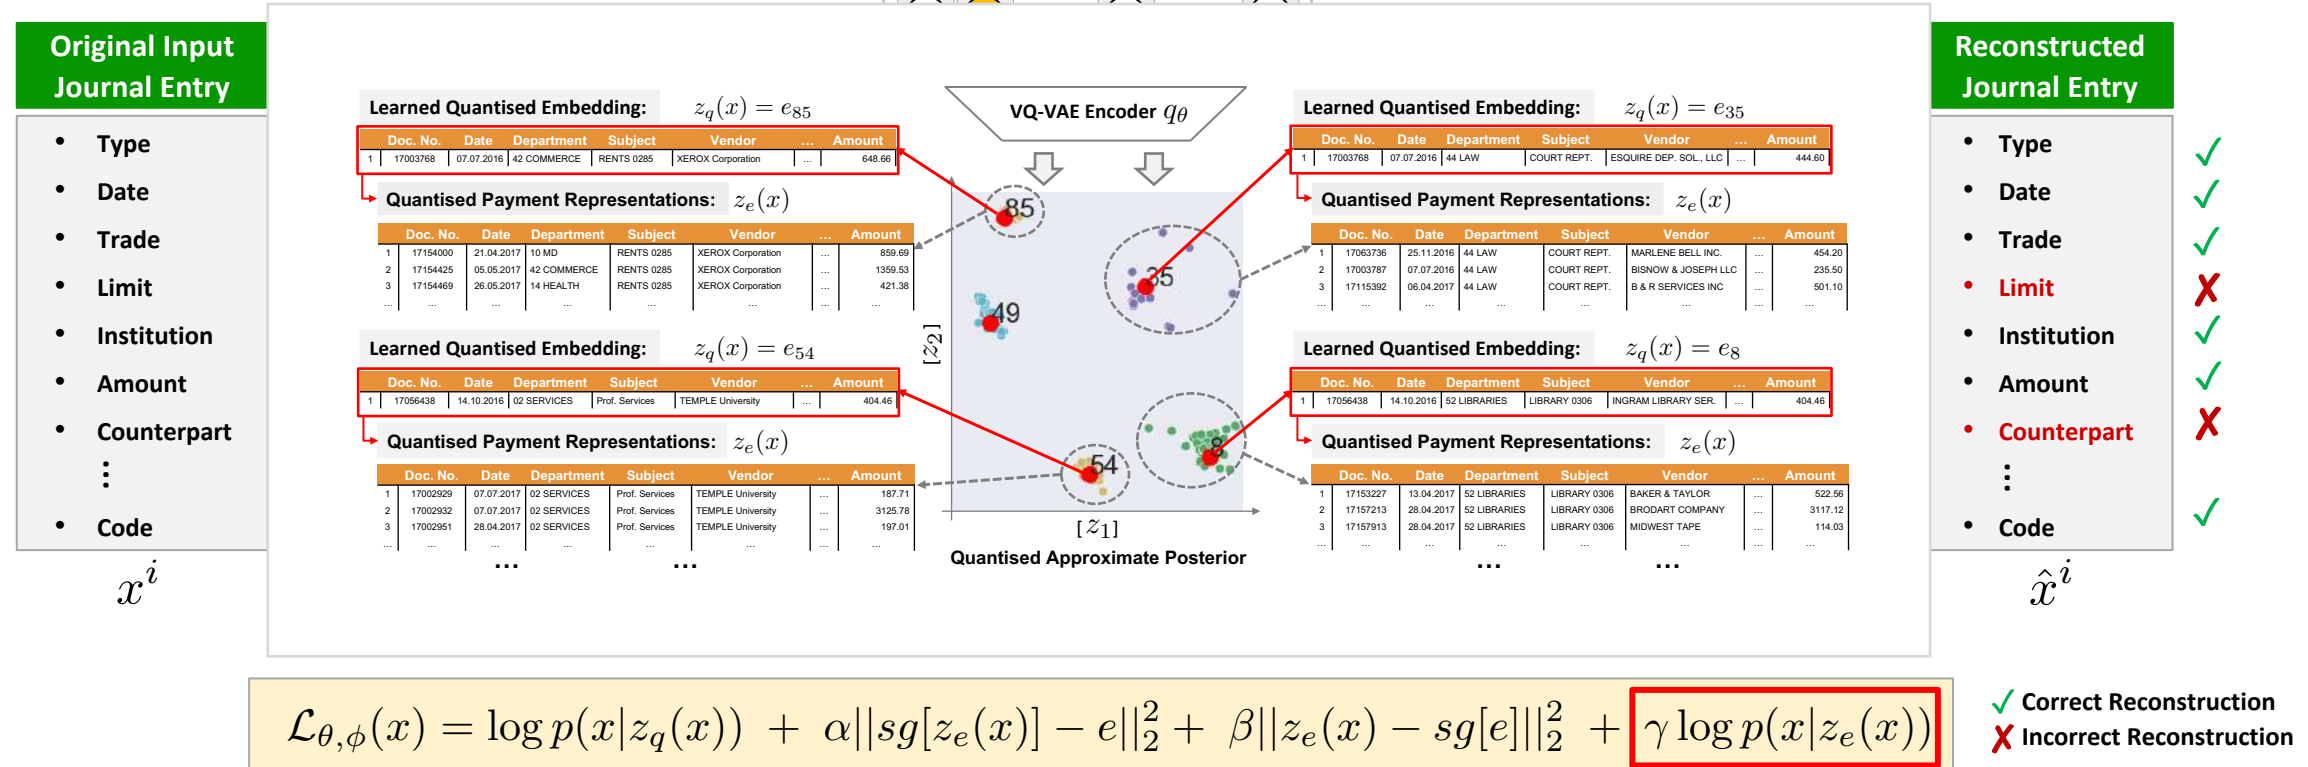 Original Input
Journal Entry
• Type
• Date
• Trade
• Limit
• Institution
• Amount
• Counterpart
⋮
• Code
x^i
Learned Quantised Embedding: z_q(x) = e_85
Doc. No. Date Department Subject Vendor … Amount
1 17003768 07.07.2016 42 COMMERCE RENTS 0285 XEROX Corporation … 648.66
Quantised Payment Representations: z_e(x)
Doc. No. Date Department Subject Vendor … Amount
1 17154000 21.04.2017 10 MD RENTS 0285 XEROX Corporation … 859.69
2 17154425 05.05.2017 42 COMMERCE RENTS 0285 XEROX Corporation … 1359.53
3 17154469 26.05.2017 14 HEALTH RENTS 0285 XEROX Corporation … 421.38
… … … … … … … …
Learned Quantised Embedding: z_q(x) = e_54
Doc. No. Date Department Subject Vendor … Amount
1 17056438 14.10.2016 02 SERVICES Prof. Services TEMPLE University … 404.46
Quantised Payment Representations: z_e(x)
Doc. No. Date Department Subject Vendor … Amount
1 17002929 07.07.2017 02 SERVICES Prof. Services TEMPLE University … 187.71
2 17002932 07.07.2017 02 SERVICES Prof. Services TEMPLE University … 3125.78
3 17002951 28.04.2017 02 SERVICES Prof. Services TEMPLE University … 197.01
… … … … … … … …
… …
VQ-VAE Encoder q_θ
85
35
49
54
8
[z_2]
[z_1]
Quantised Approximate Posterior
Learned Quantised Embedding: z_q(x) = e_35
Doc. No. Date Department Subject Vendor … Amount
1 17003768 07.07.2016 44 LAW COURT REPT. ESQUIRE DEP. SOL., LLC … 444.60
Quantised Payment Representations: z_e(x)
Doc. No. Date Department Subject Vendor … Amount
1 17063736 25.11.2016 44 LAW COURT REPT. MARLENE BELL INC. … 454.20
2 17003787 07.07.2016 44 LAW COURT REPT. BISNOW & JOSEPH LLC … 235.50
3 17115392 06.04.2017 44 LAW COURT REPT. B & R SERVICES INC … 501.10
… … … … … … … …
Learned Quantised Embedding: z_q(x) = e_8
Doc. No. Date Department Subject Vendor … Amount
1 17056438 14.10.2016 52 LIBRARIES LIBRARY 0306 INGRAM LIBRARY SER. … 404.46
Quantised Payment Representations: z_e(x)
Doc. No. Date Department Subject Vendor … Amount
1 17153227 13.04.2017 52 LIBRARIES LIBRARY 0306 BAKER & TAYLOR … 522.56
2 17157213 28.04.2017 52 LIBRARIES LIBRARY 0306 BRODART COMPANY … 3117.12
3 17157913 28.04.2017 52 LIBRARIES LIBRARY 0306 MIDWEST TAPE … 114.03
… … … … … … … …
… …
Reconstructed
Journal Entry
• Type ✓
• Date ✓
• Trade ✓
• Limit ✗
• Institution ✓
• Amount ✓
• Counterpart ✗
⋮
• Code ✓
x̂^i
L_{θ,ϕ}(x) = log p(x|z_q(x)) + α||sg[z_e(x)] − e||_2^2 + β||z_e(x) − sg[e]||_2^2 + γ log p(x|z_e(x))
✓ Correct Reconstruction
✗ Incorrect Reconstruction